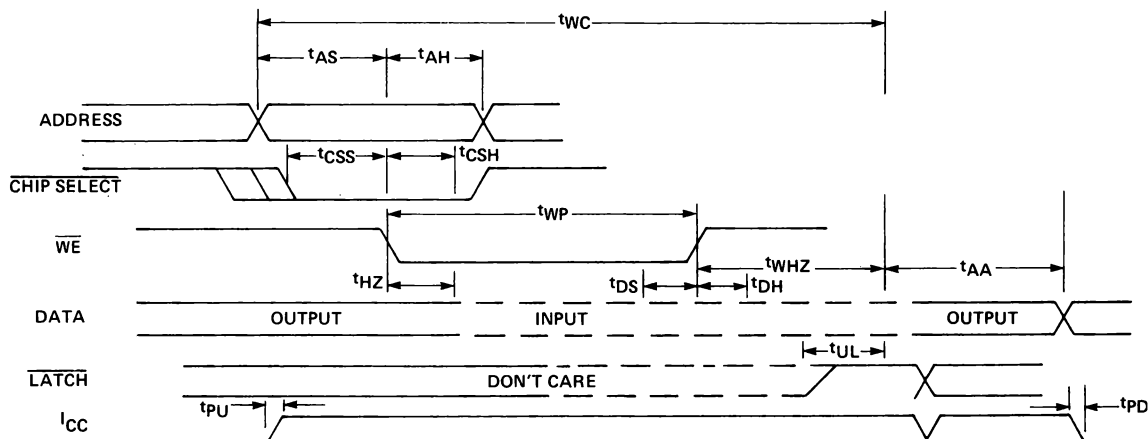 tWC
tAS tAH
ADDRESS
tCSS tCSH
CHIP SELECT
tWP
WE
tWHZ tAA
tHZ tDS tDH
DATA OUTPUT INPUT OUTPUT
tUL
LATCH DON'T CARE
tPU tPD
ICC